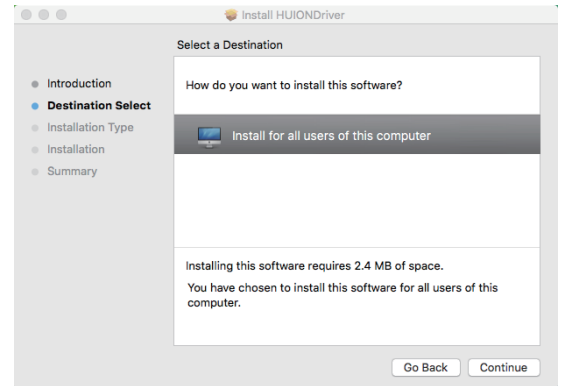 Install HUIONDriver
Select a Destination
Introduction
Destination Select
Installation Type
Installation
Summary
How do you want to install this software?
Install for all users of this computer
Installing this software requires 2.4 MB of space.
You have chosen to install this software for all users of this
computer.
Go Back
Continue